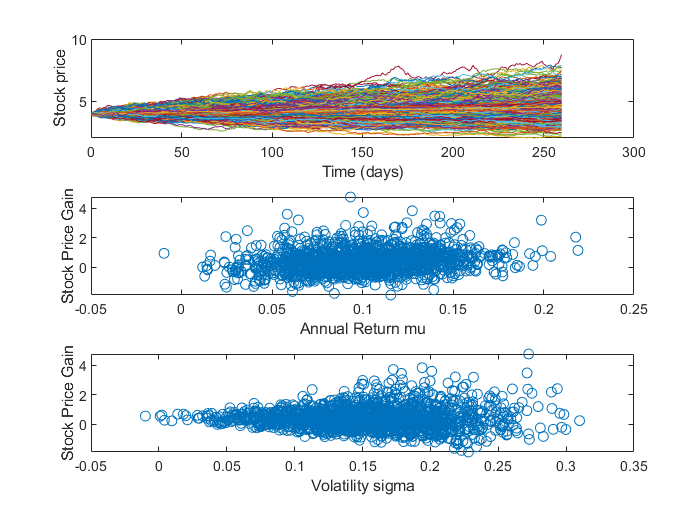 10
5
Stock price
0 50 100 150 200 250 300
Time (days)
4
2
0
Stock Price Gain
-0.05 0 0.05 0.1 0.15 0.2 0.25
Annual Return mu
4
2
0
Stock Price Gain
-0.05 0 0.05 0.1 0.15 0.2 0.25 0.3 0.35
Volatility sigma